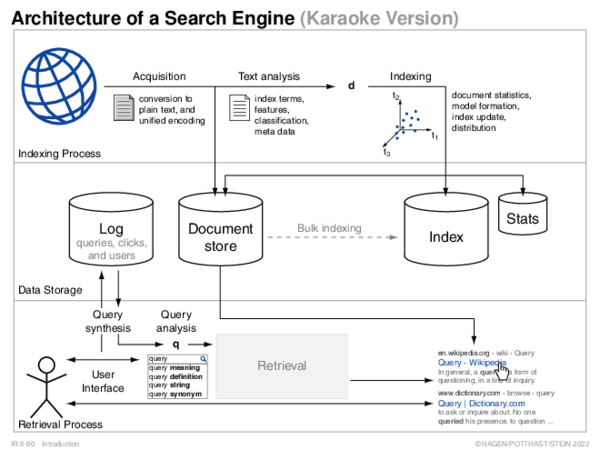 Architecture of a Search Engine (Karaoke Version)
Acquisition
Text analysis
d
Indexing
conversion to
plain text, and
unified encoding
index terms,
features,
classification,
meta data
t2
t1
t3
document statistics,
model formation,
index update,
distribution
Indexing Process
Log
queries, clicks,
and users
Document
store
Bulk indexing
Index
Stats
Data Storage
Query
synthesis
Query
analysis
q
User
Interface
query
query meaning
query definition
query string
query synonym
Retrieval
en.wikipedia.org - wiki - Query
Query - Wikipedia
In general, a query is a form of
questioning, in a line of inquiry.
www.dictionary.com - browse - query
Query | Dictionary.com
to ask or inquire about: No one
queried his presence. to question ...
Retrieval Process
IR:II-80 Introduction
©HAGEN/POTTHAST/STEIN 2022